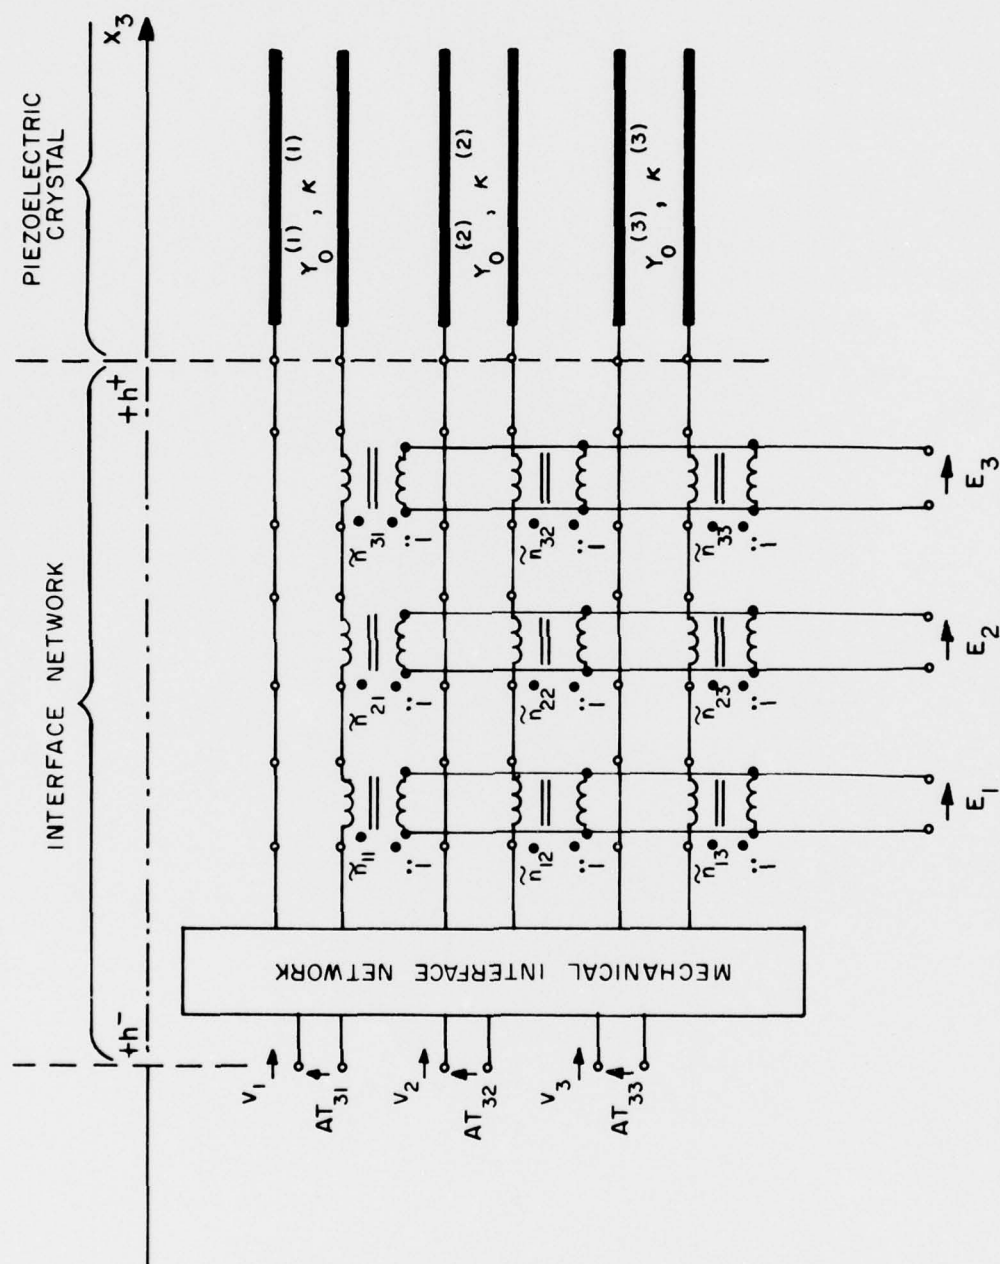 PIEZOELECTRIC
CRYSTAL
X3
INTERFACE NETWORK
+h−
+h+
Y0(1), κ(1)
Y0(2), κ(2)
Y0(3), κ(3)
ñ11
:1
ñ21
:1
ñ31
:1
ñ12
:1
ñ22
:1
ñ32
:1
ñ13
:1
ñ23
:1
ñ33
:1
MECHANICAL INTERFACE NETWORK
V1
AT31
V2
AT32
V3
AT33
E1
E2
E3